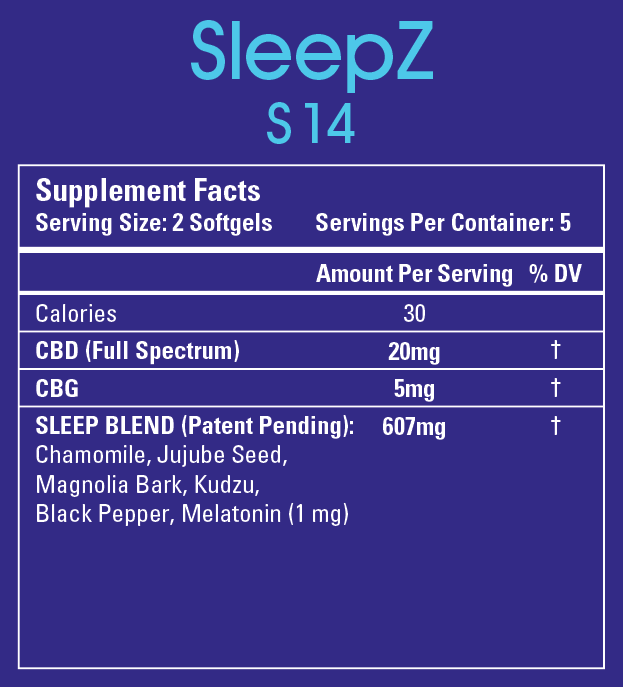 SleepZ
S 14
Supplement Facts
Serving Size: 2 Softgels Servings Per Container: 5
Amount Per Serving % DV
Calories 30
CBD (Full Spectrum) 20mg †
CBG 5mg †
SLEEP BLEND (Patent Pending): 607mg †
Chamomile, Jujube Seed,
Magnolia Bark, Kudzu,
Black Pepper, Melatonin (1 mg)